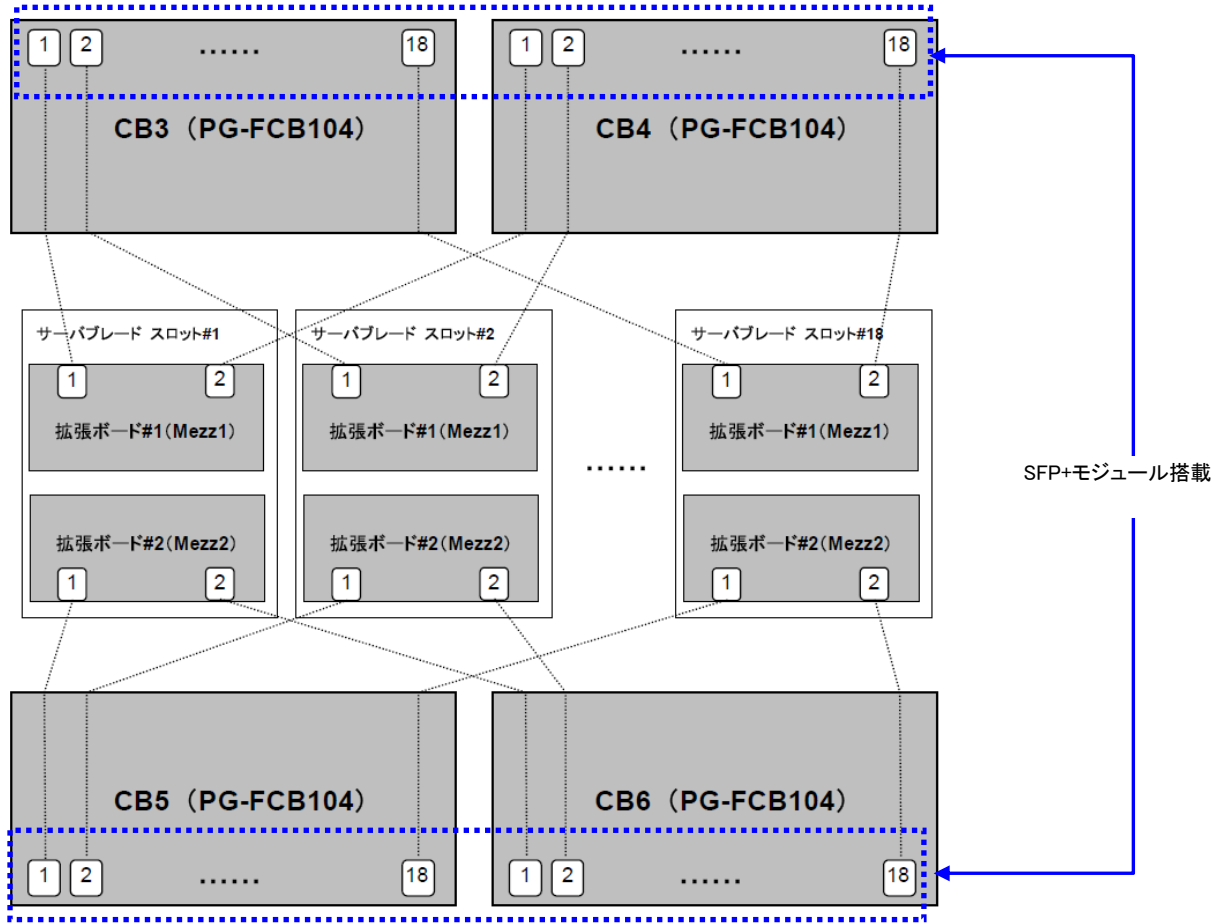 1 2 ...... 18 1 2 ...... 18
CB3 (PG-FCB104) CB4 (PG-FCB104)
サーバブレード スロット#1 サーバブレード スロット#2 サーバブレード スロット#18
1 2 1 2 1 2
拡張ボード#1(Mezz1) 拡張ボード#1(Mezz1) 拡張ボード#1(Mezz1)
......
SFP+モジュール搭載
拡張ボード#2(Mezz2) 拡張ボード#2(Mezz2) 拡張ボード#2(Mezz2)
1 2 1 2 1 2
CB5 (PG-FCB104) CB6 (PG-FCB104)
1 2 ...... 18 1 2 ...... 18